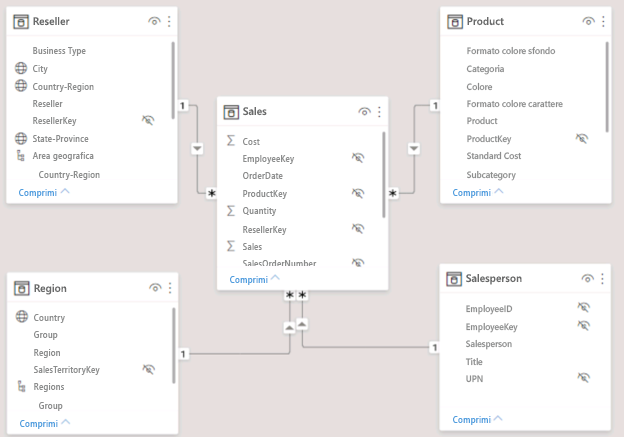 Reseller
Business Type
City
Country-Region
Reseller
ResellerKey
State-Province
Area geografica
Country-Region
Comprimi
Product
Formato colore sfondo
Categoria
Colore
Formato colore carattere
Product
ProductKey
Standard Cost
Subcategory
Comprimi
1
1
Sales
Cost
EmployeeKey
OrderDate
ProductKey
Quantity
ResellerKey
Sales
SalesOrderNumber
Comprimi
*
*
*
*
Region
Country
Group
Region
SalesTerritoryKey
Regions
Group
Comprimi
1
1
Salesperson
EmployeeID
EmployeeKey
Salesperson
Title
UPN
Comprimi